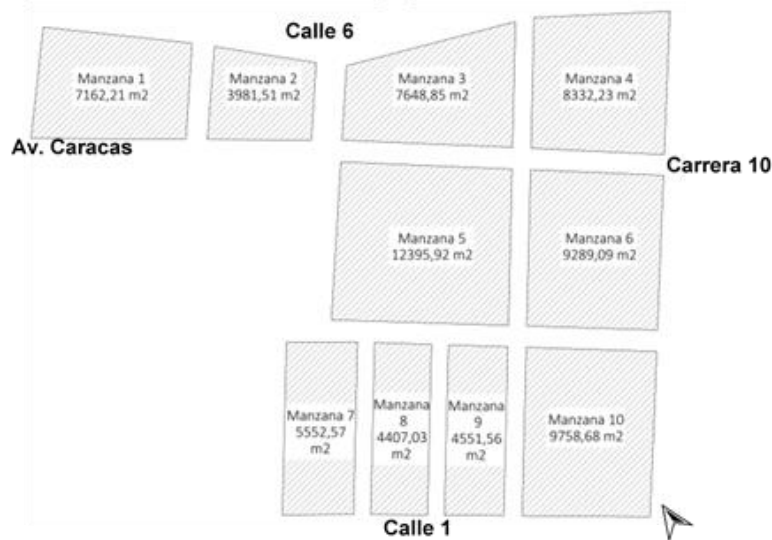 Calle 6
Manzana 1
7162,21 m2
Manzana 2
3981,51 m2
Manzana 3
7648,85 m2
Manzana 4
8332,23 m2
Av. Caracas
Carrera 10
Manzana 5
12395,92 m2
Manzana 6
9289,09 m2
Manzana 7
5552,57
m2
Manzana
8
4407,03
m2
Manzana
9
4551,56
m2
Manzana 10
9758,68 m2
Calle 1